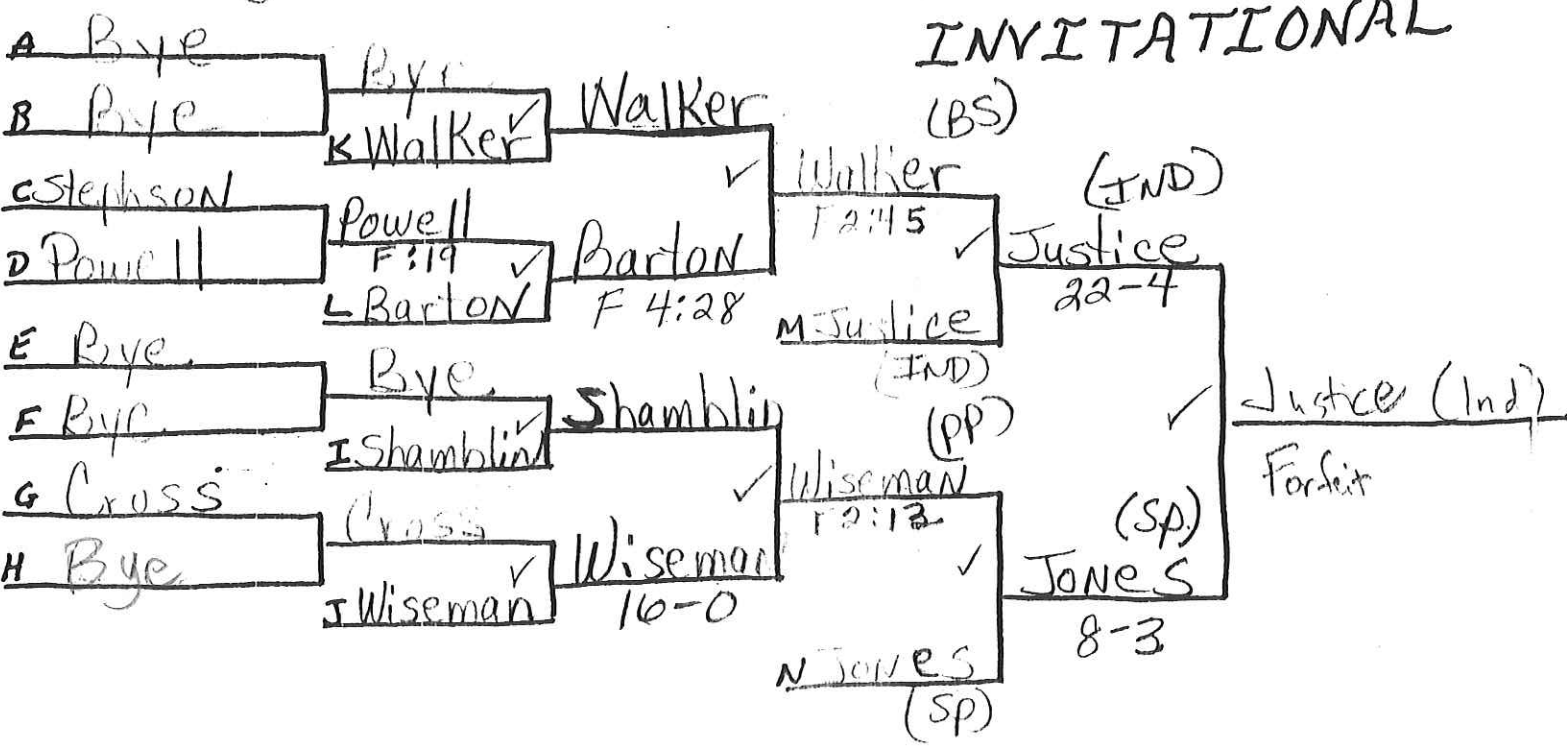 INVITATIONAL
A Bye
B Bye
C Stephson
D Powell
E Bye
F Bye
G Cross
H Bye
Bye
K Walker ✓
Powell
F :19
L Barton ✓
Bye
I Shamblin ✓
Cross
J Wiseman ✓
Walker
✓
Barton
F 4:28
Shamblin
✓
Wiseman
16-0
(BS)
Walker
F 2:45
✓
M Justice
(IND)
(PP)
Wiseman
F 2:12
✓
N Jones
(SP)
(IND)
Justice
22-4
✓
(SP)
Jones
8-3
Justice (Ind)
Forfeit